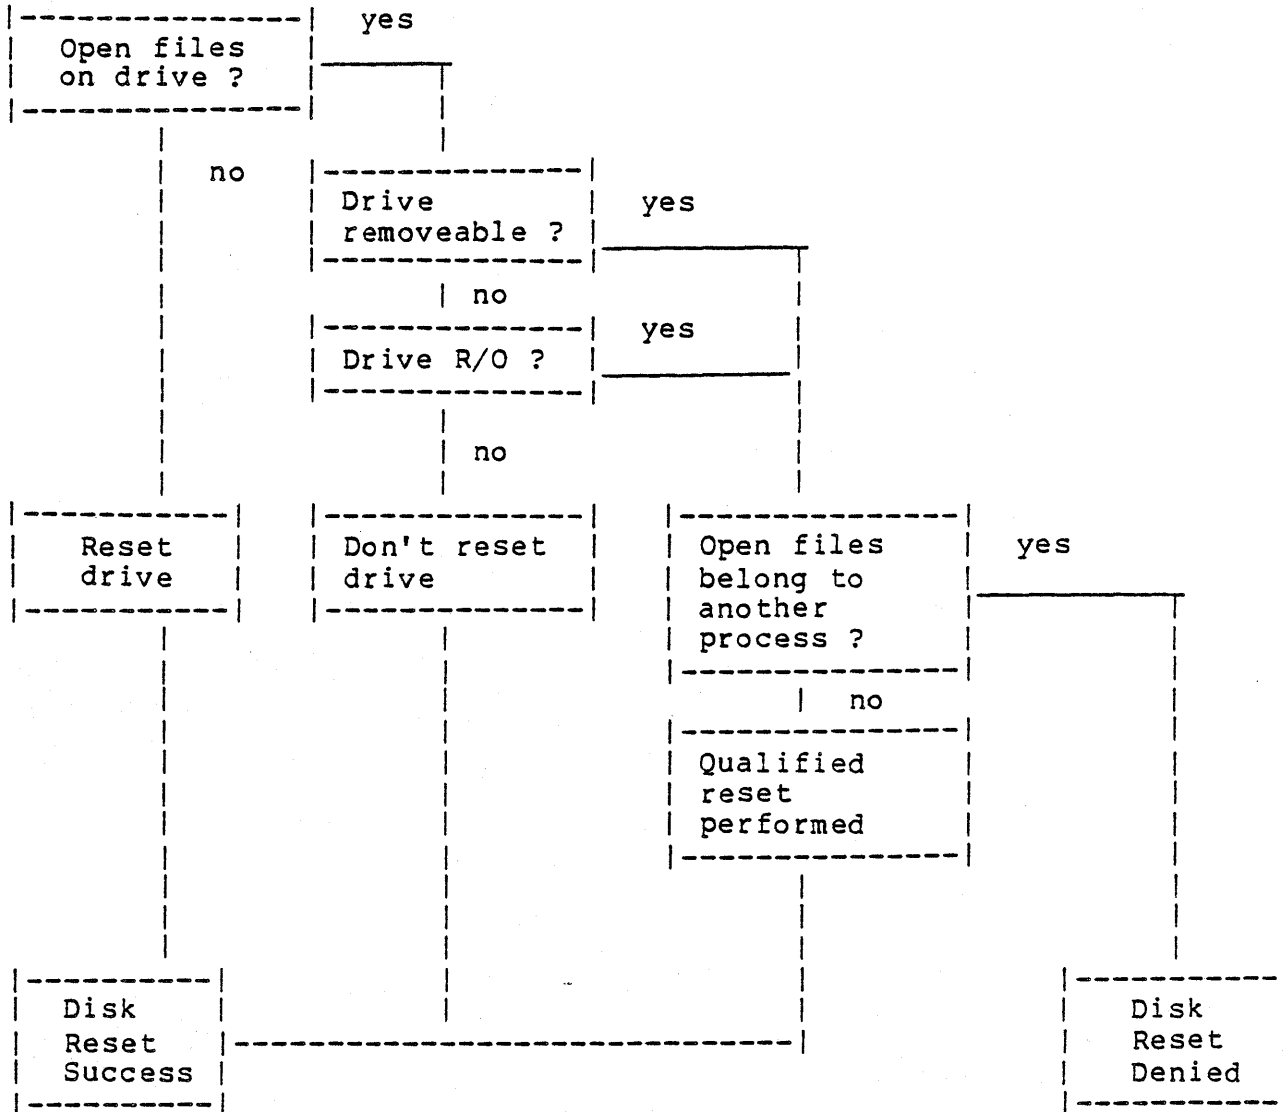 yes
Open files
on drive ?
no
Drive
removeable ?
yes
no
yes
Drive R/O ?
no
Reset
drive
Don't reset
drive
Open files
belong to
another
process ?
yes
no
Qualified
reset
performed
Disk
Reset
Success
Disk
Reset
Denied